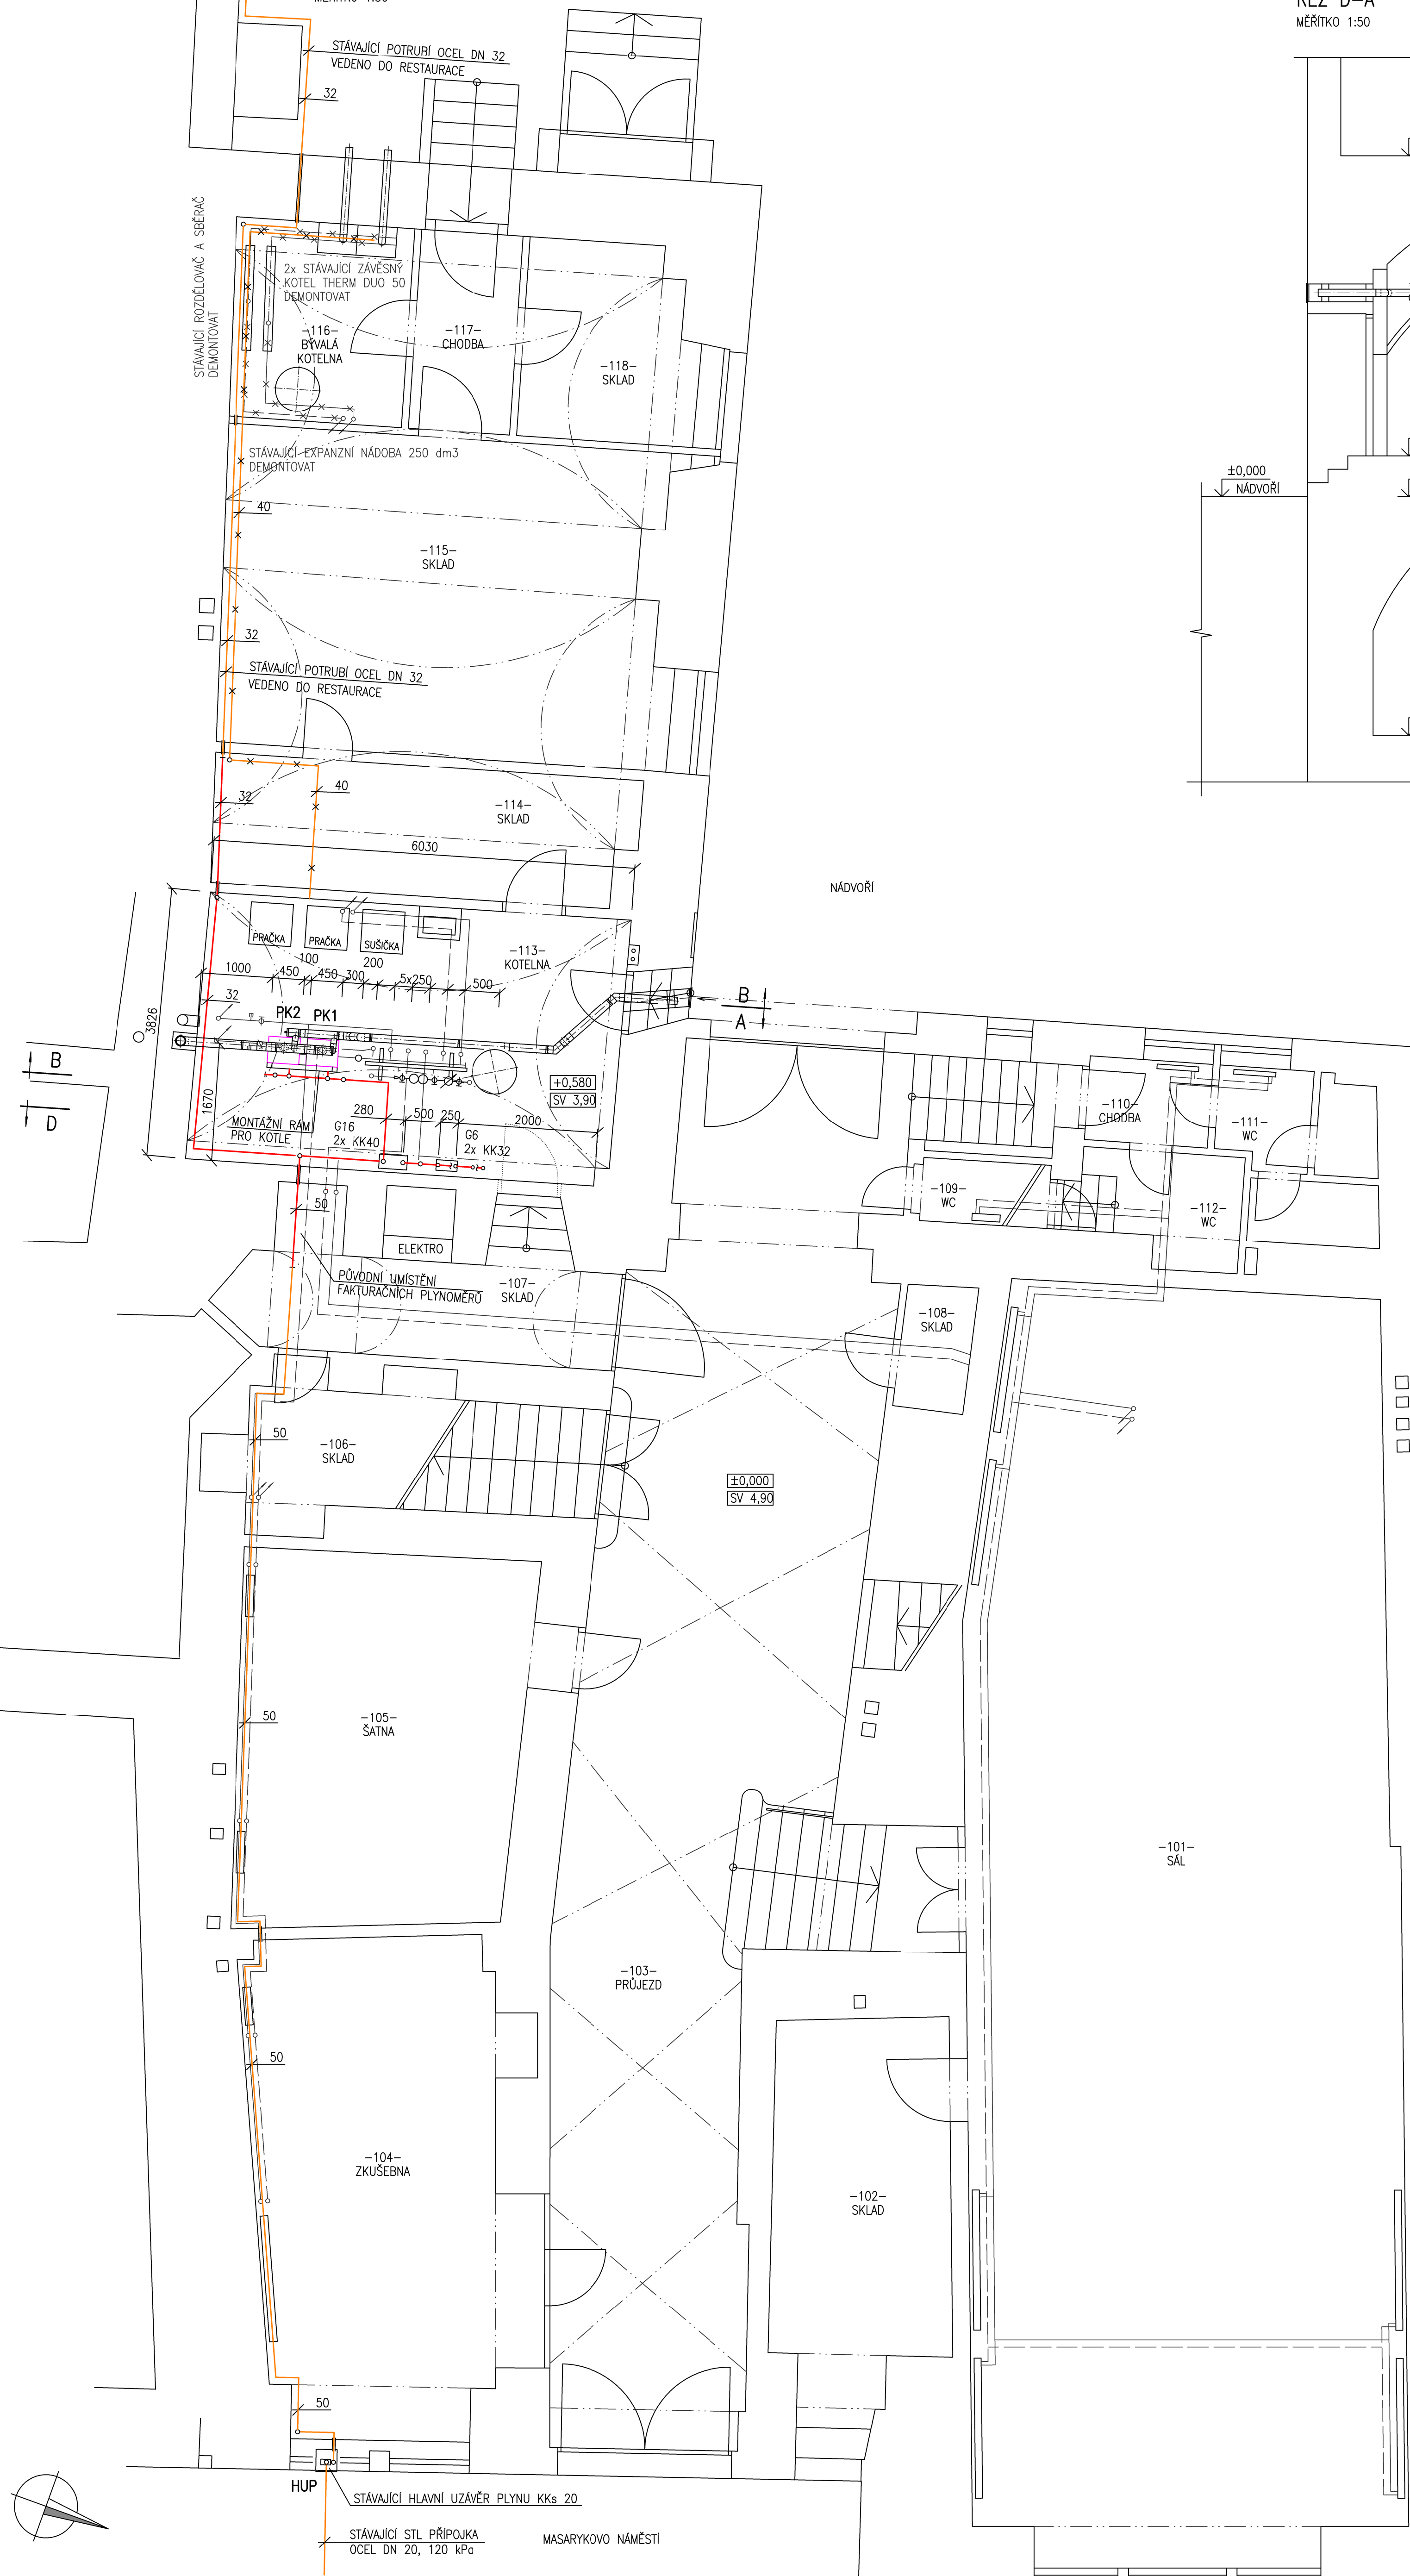 MĚŘÍTKO 1:50
ŘEZ D-A
MĚŘÍTKO 1:50
STÁVAJÍCÍ POTRUBÍ OCEL DN 32
VEDENO DO RESTAURACE
32
STÁVAJÍCÍ ROZDĚLOVAČ A SBĚRAČ
DEMONTOVAT
2x STÁVAJÍCÍ ZÁVĚSNÝ
KOTEL THERM DUO 50
DEMONTOVAT
-116-
BÝVALÁ
KOTELNA
-117-
CHODBA
-118-
SKLAD
STÁVAJÍCÍ EXPANZNÍ NÁDOBA 250 dm3
DEMONTOVAT
±0,000
NÁDVOŘÍ
40
-115-
SKLAD
32
STÁVAJÍCÍ POTRUBÍ OCEL DN 32
VEDENO DO RESTAURACE
40
32
-114-
SKLAD
6030
NÁDVOŘÍ
PRAČKA
PRAČKA
SUŠIČKA
-113-
KOTELNA
100
200
1000
450
450
300
5x250
500
32
3826
PK2
PK1
B
A
B
D
+0,580
SV 3,90
1670
MONTÁŽNÍ RÁM
PRO KOTLE
G16
2x KK40
280
500
250
2000
G6
2x KK32
-110-
CHODBA
-111-
WC
-109-
WC
-112-
WC
50
ELEKTRO
PŮVODNÍ UMÍSTĚNÍ
FAKTURAČNÍCH PLYNOMĚRŮ
-107-
SKLAD
-108-
SKLAD
50
-106-
SKLAD
±0,000
SV 4,90
50
-105-
ŠATNA
-101-
SÁL
-103-
PRŮJEZD
50
-104-
ZKUŠEBNA
-102-
SKLAD
50
HUP
STÁVAJÍCÍ HLAVNÍ UZÁVĚR PLYNU KKs 20
STÁVAJÍCÍ STL PŘÍPOJKA
OCEL DN 20, 120 kPa
MASARYKOVO NÁMĚSTÍ